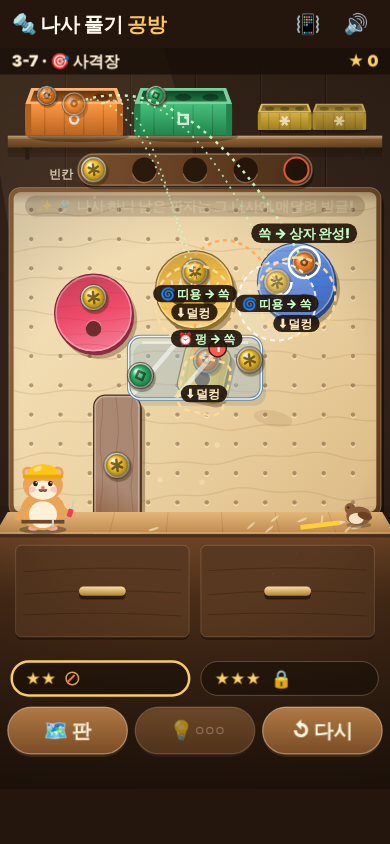 나사 풀기 공방
3-7 · 사격장
★ 0
빈칸
쏙 → 상자 완성!
띠용 → 쏙
띠용 → 쏙
⬇덜컹
⬇덜컹
펑 → 쏙
⬇덜컹
★★
★★★
판
다시